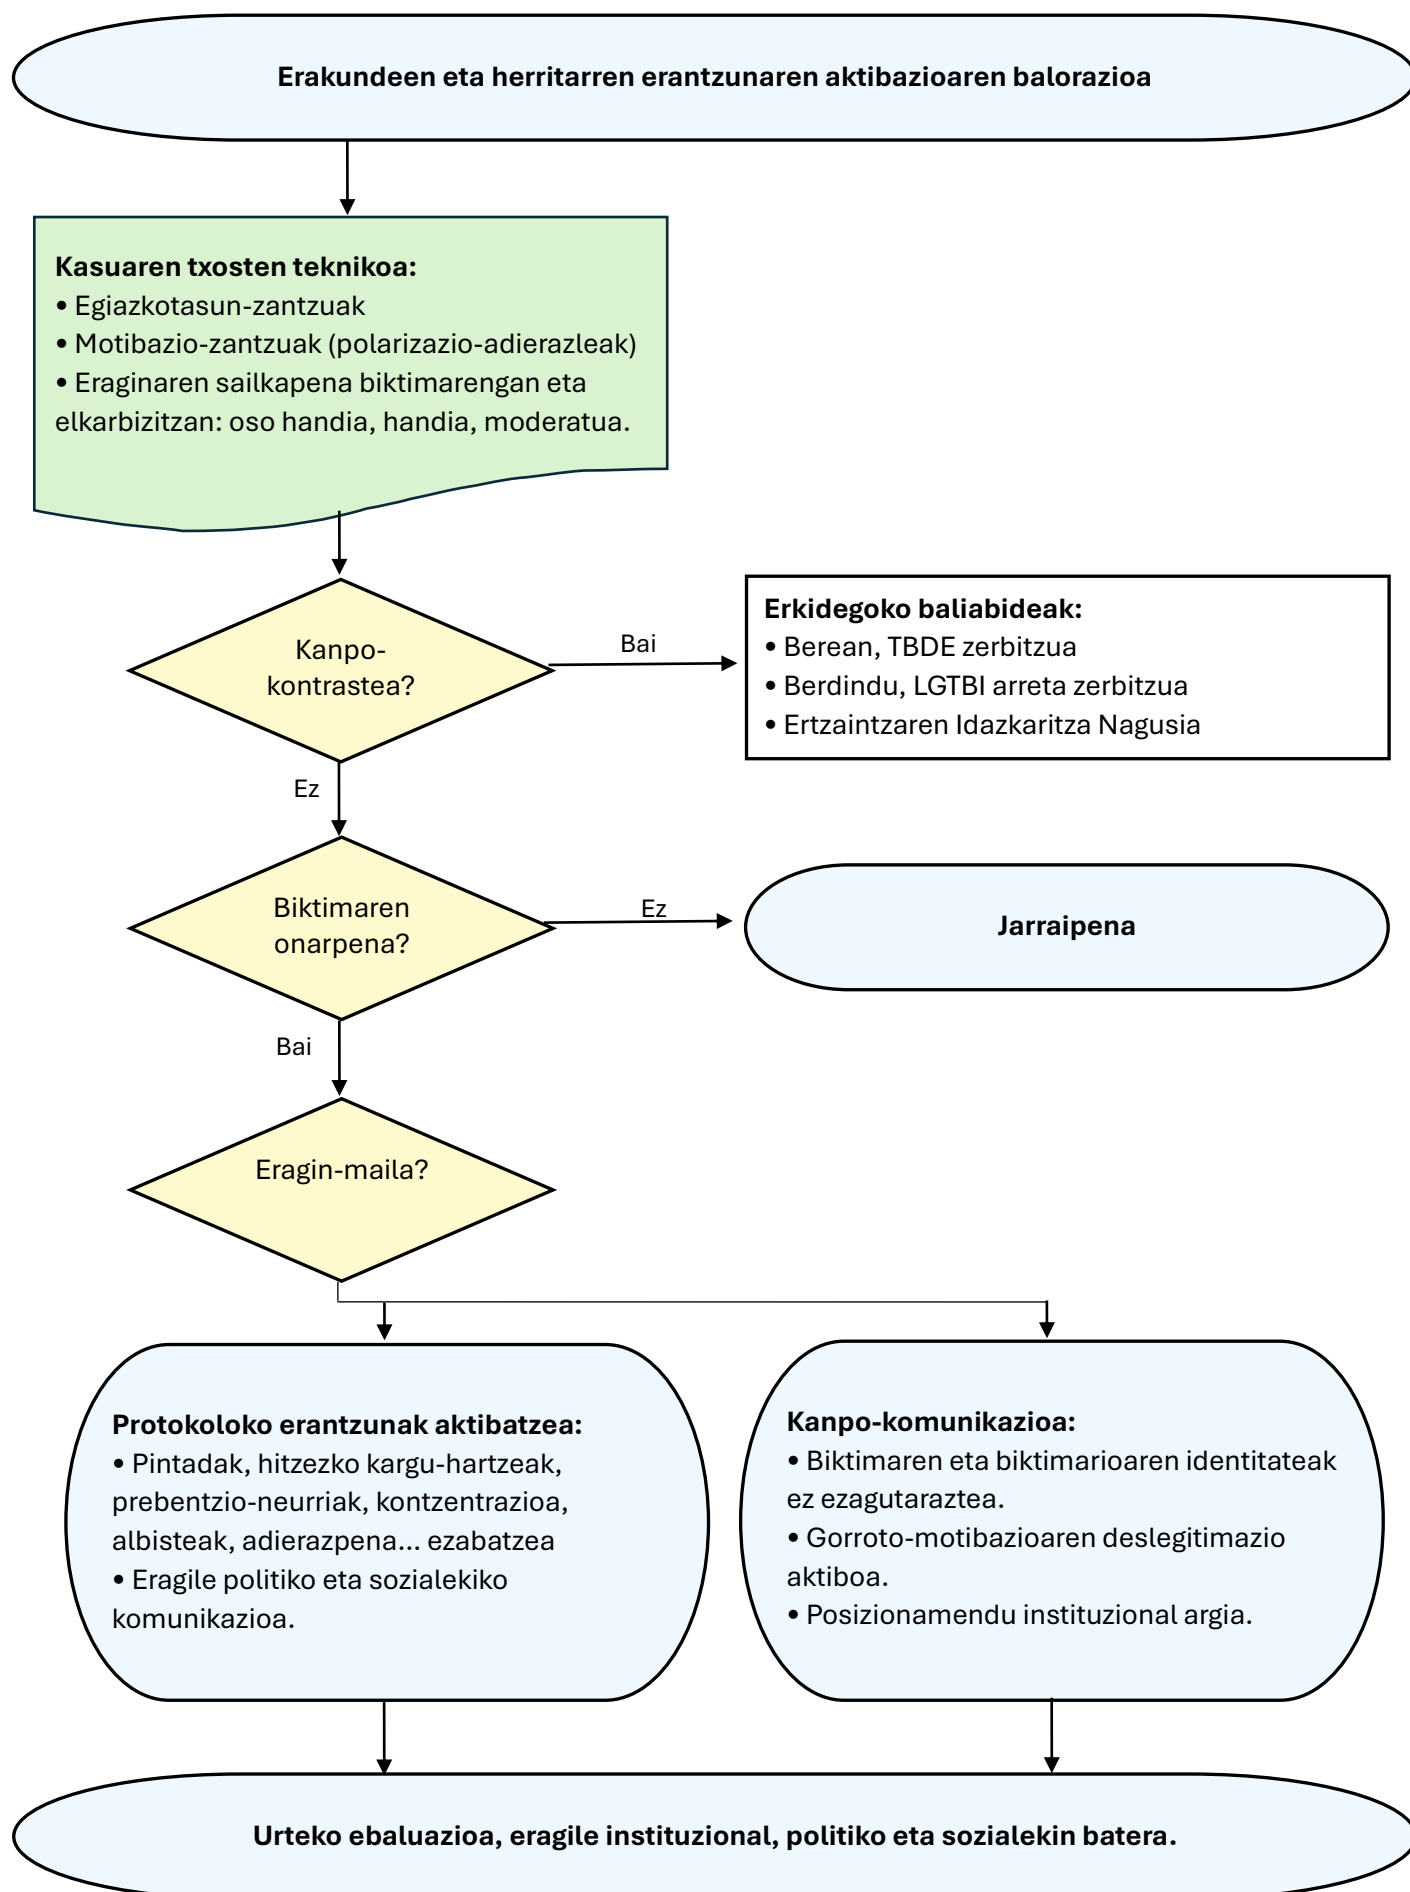 Erakundeen eta herritarren erantzunaren aktibazioaren balorazioa
Kasuaren txosten teknikoa:
• Egiazkotasun-zantzuak
• Motibazio-zantzuak (polarizazio-adierazleak)
• Eraginaren sailkapena biktimarengan eta
elkarbizitzan: oso handia, handia, moderatua.
Kanpo-
kontrastea?
Bai
Erkidegoko baliabideak:
• Berean, TBDE zerbitzua
• Berdindu, LGTBI arreta zerbitzua
• Ertzaintzaren Idazkaritza Nagusia
Ez
Biktimaren
onarpena?
Ez
Jarraipena
Bai
Eragin-maila?
Protokoloko erantzunak aktibatzea:
• Pintadak, hitzezko kargu-hartzeak,
prebentzio-neurriak, kontzentrazioa,
albisteak, adierazpena... ezabatzea
• Eragile politiko eta sozialekiko
komunikazioa.
Kanpo-komunikazioa:
• Biktimaren eta biktimarioaren identitateak
ez ezagutaraztea.
• Gorroto-motibazioaren deslegitimazio
aktiboa.
• Posizionamendu instituzional argia.
Urteko ebaluazioa, eragile instituzional, politiko eta sozialekin batera.